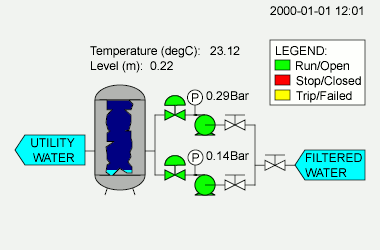 2000-01-01 12:01
Temperature (degC): 23.12
Level (m): 0.22
LEGEND:
Run/Open
Stop/Closed
Trip/Failed
P 0.29Bar
UTILITY
WATER
P 0.14Bar
FILTERED
WATER